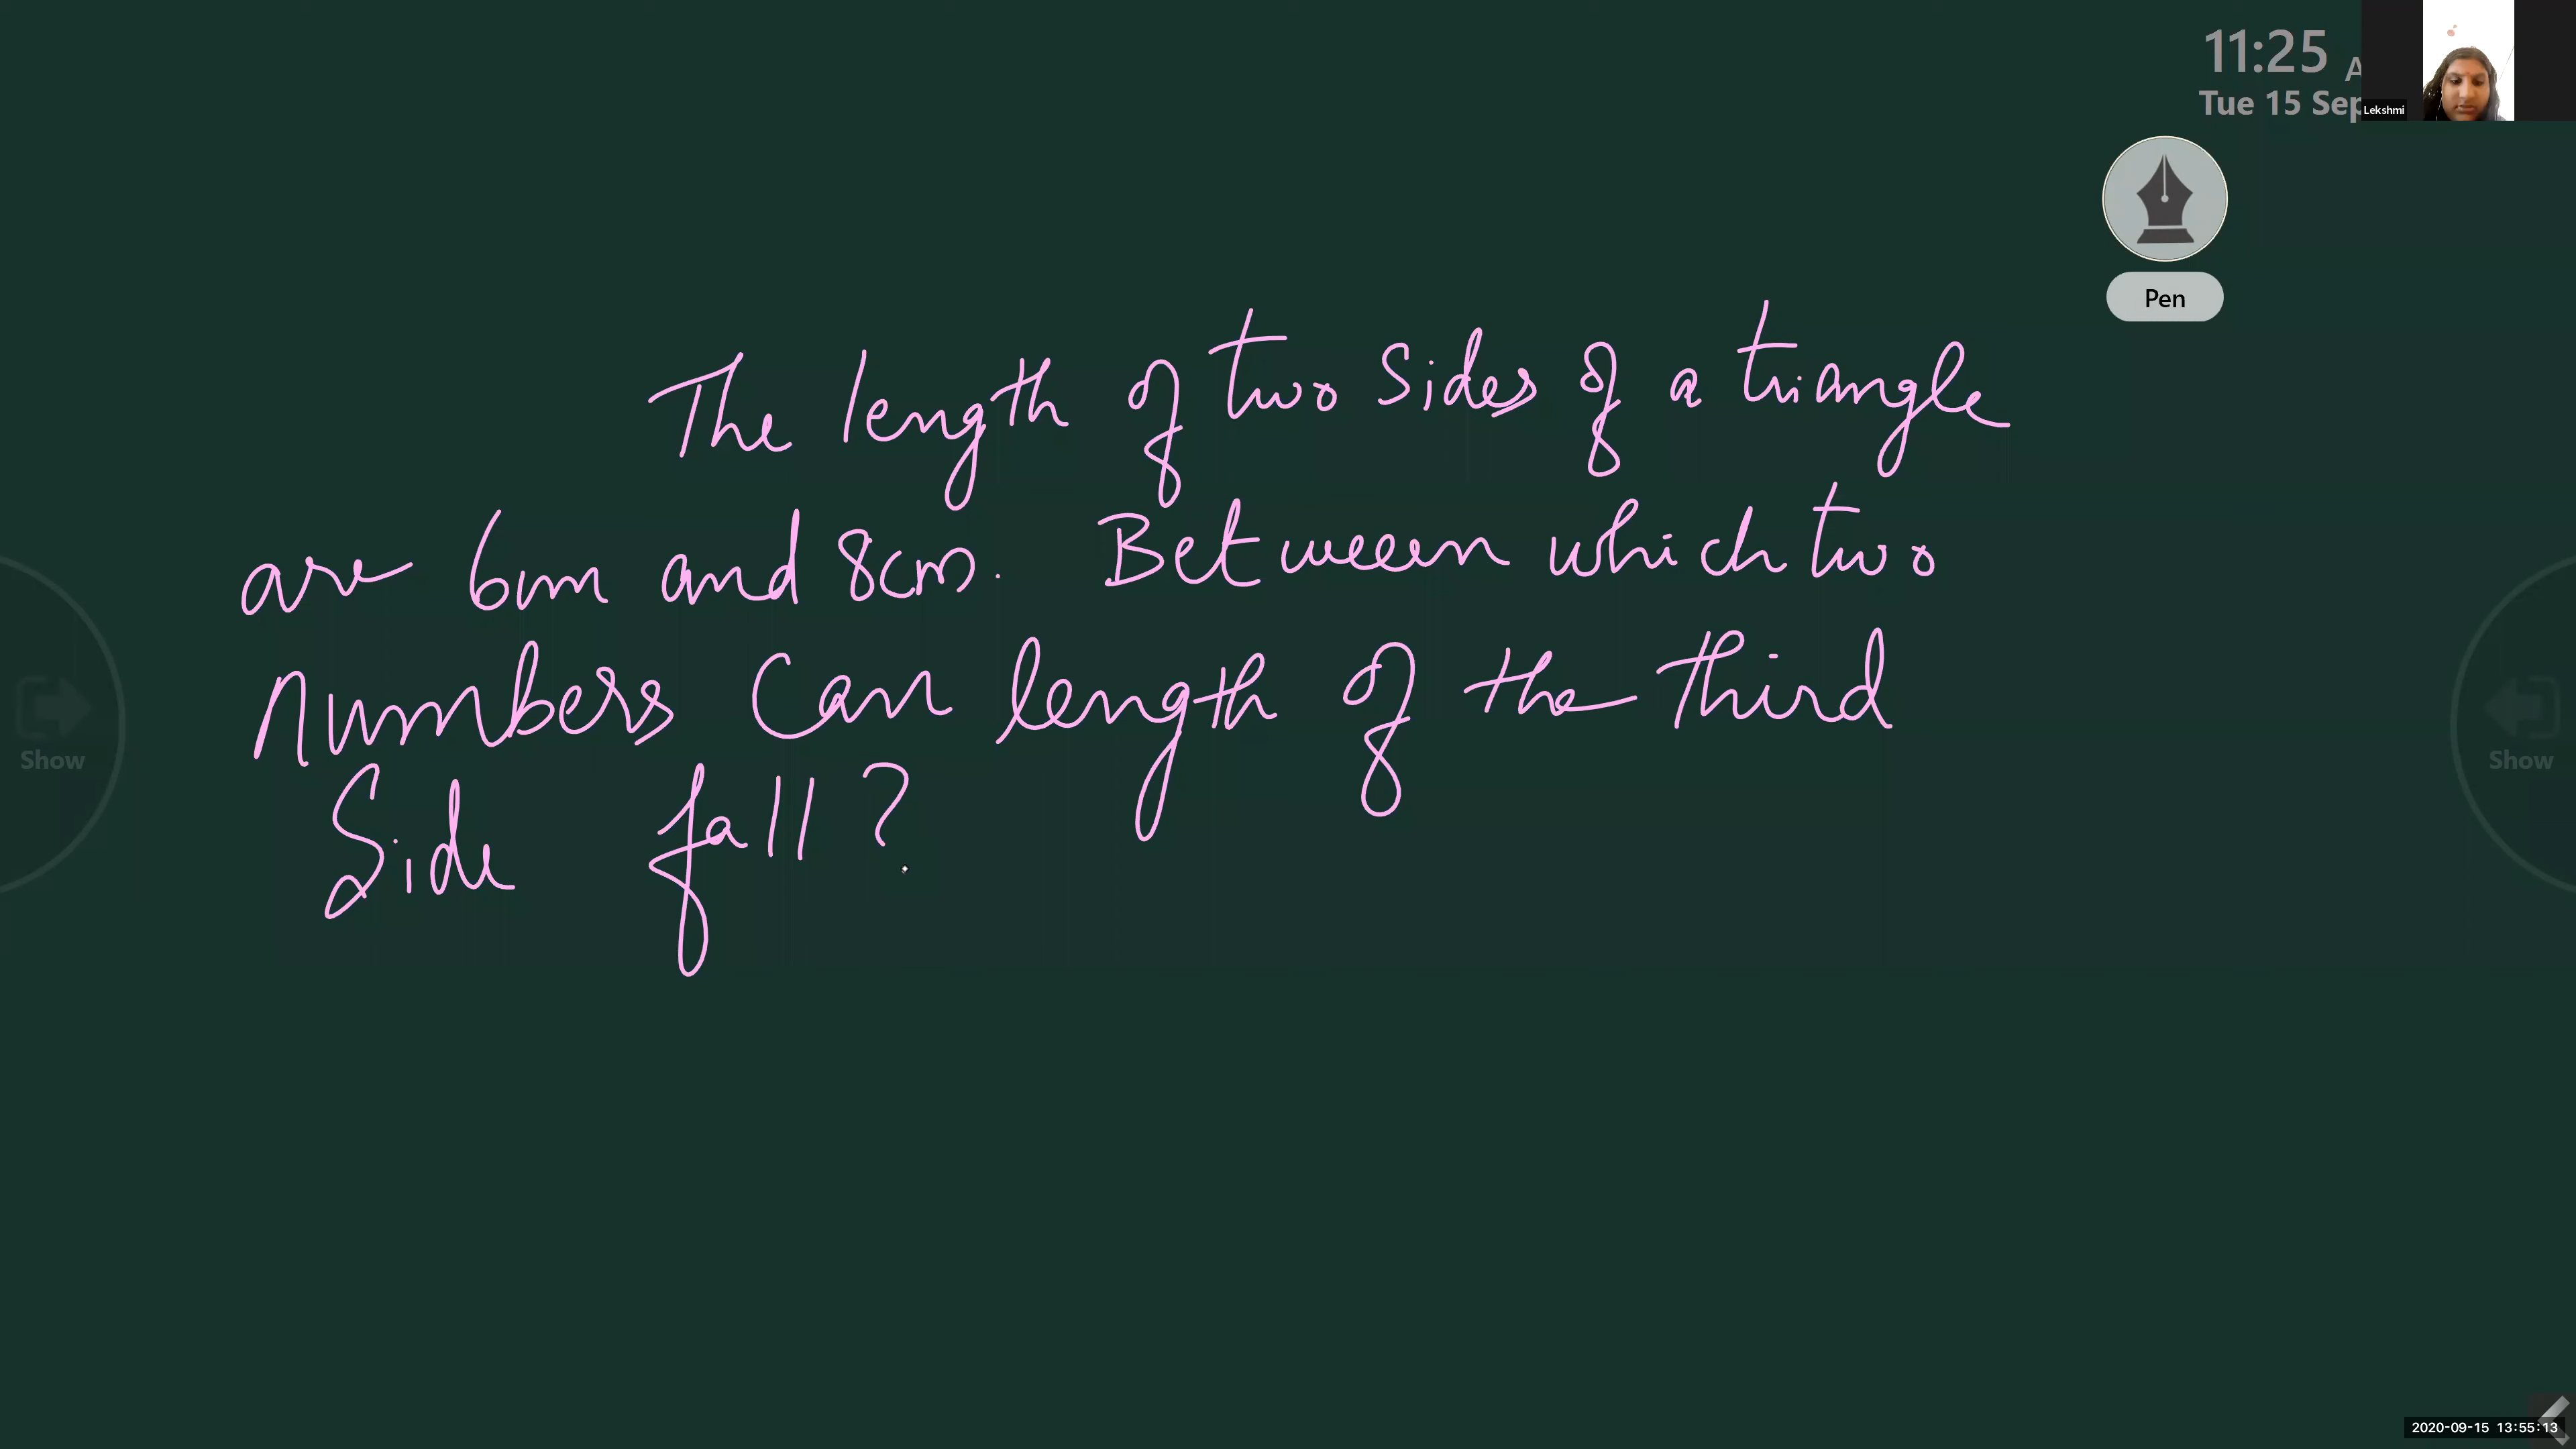 11:25 A
Tue 15 Sep
Lekshmi
Pen
The length of two sides of a triangle
are 6cm and 8cm. Between which two
numbers can length of the third
Side fall?
Show
Show
2020-09-15 13:55:13